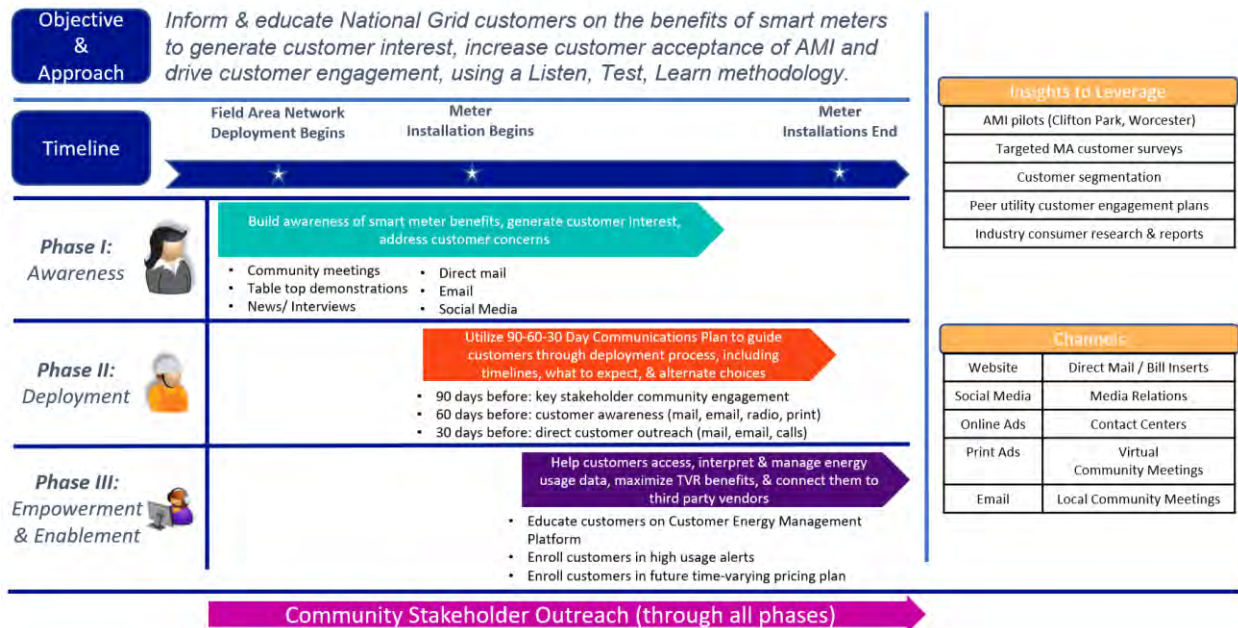 Objective
&
Approach
Inform & educate National Grid customers on the benefits of smart meters
to generate customer interest, increase customer acceptance of AMI and
drive customer engagement, using a Listen, Test, Learn methodology.
Timeline
Field Area Network
Deployment Begins
Meter
Installation Begins
Meter
Installations End
Phase I:
Awareness
Build awareness of smart meter benefits, generate customer interest,
address customer concerns
• Community meetings
• Table top demonstrations
• News/ Interviews
• Direct mail
• Email
• Social Media
Phase II:
Deployment
Utilize 90-60-30 Day Communications Plan to guide
customers through deployment process, including
timelines, what to expect, & alternate choices
• 90 days before: key stakeholder community engagement
• 60 days before: customer awareness (mail, email, radio, print)
• 30 days before: direct customer outreach (mail, email, calls)
Phase III:
Empowerment
& Enablement
Help customers access, interpret & manage energy
usage data, maximize TVR benefits, & connect them to
third party vendors
• Educate customers on Customer Energy Management
Platform
• Enroll customers in high usage alerts
• Enroll customers in future time-varying pricing plan
Community Stakeholder Outreach (through all phases)
Insights to Leverage
AMI pilots (Clifton Park, Worcester)
Targeted MA customer surveys
Customer segmentation
Peer utility customer engagement plans
Industry consumer research & reports
Channels
Website
Direct Mail / Bill Inserts
Social Media
Media Relations
Online Ads
Contact Centers
Print Ads
Virtual
Community Meetings
Email
Local Community Meetings